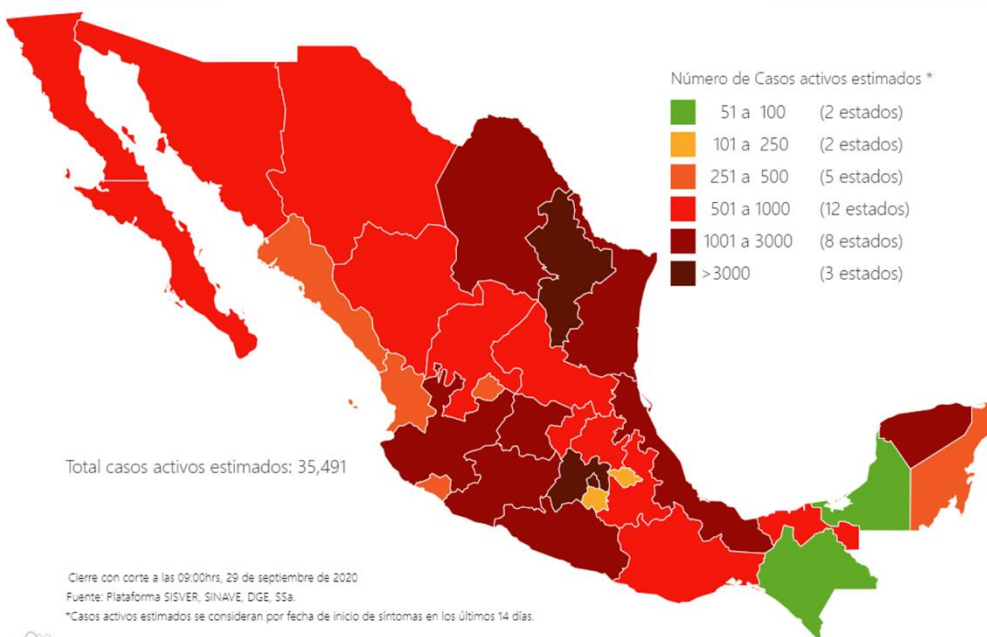 Número de Casos activos estimados *
51 a 100 (2 estados)
101 a 250 (2 estados)
251 a 500 (5 estados)
501 a 1000 (12 estados)
1001 a 3000 (8 estados)
>3000 (3 estados)
Total casos activos estimados: 35,491
Cierre con corte a las 09:00hrs, 29 de septiembre de 2020
Fuente: Plataforma SISVER, SINAVE, DGE, SSa.
*Casos activos estimados se consideran por fecha de inicio de síntomas en los últimos 14 días.